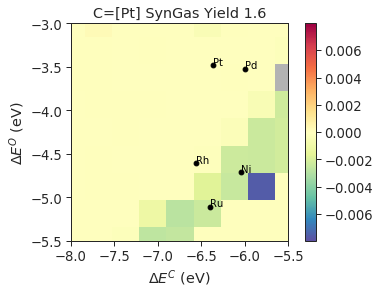 C=[Pt] SynGas Yield 1.6
−3.0
−3.5
−4.0
−4.5
−5.0
−5.5
ΔE^O (eV)
Pt
Pd
Rh
Ni
Ru
−8.0 −7.5 −7.0 −6.5 −6.0 −5.5
ΔE^C (eV)
0.006
0.004
0.002
0.000
−0.002
−0.004
−0.006